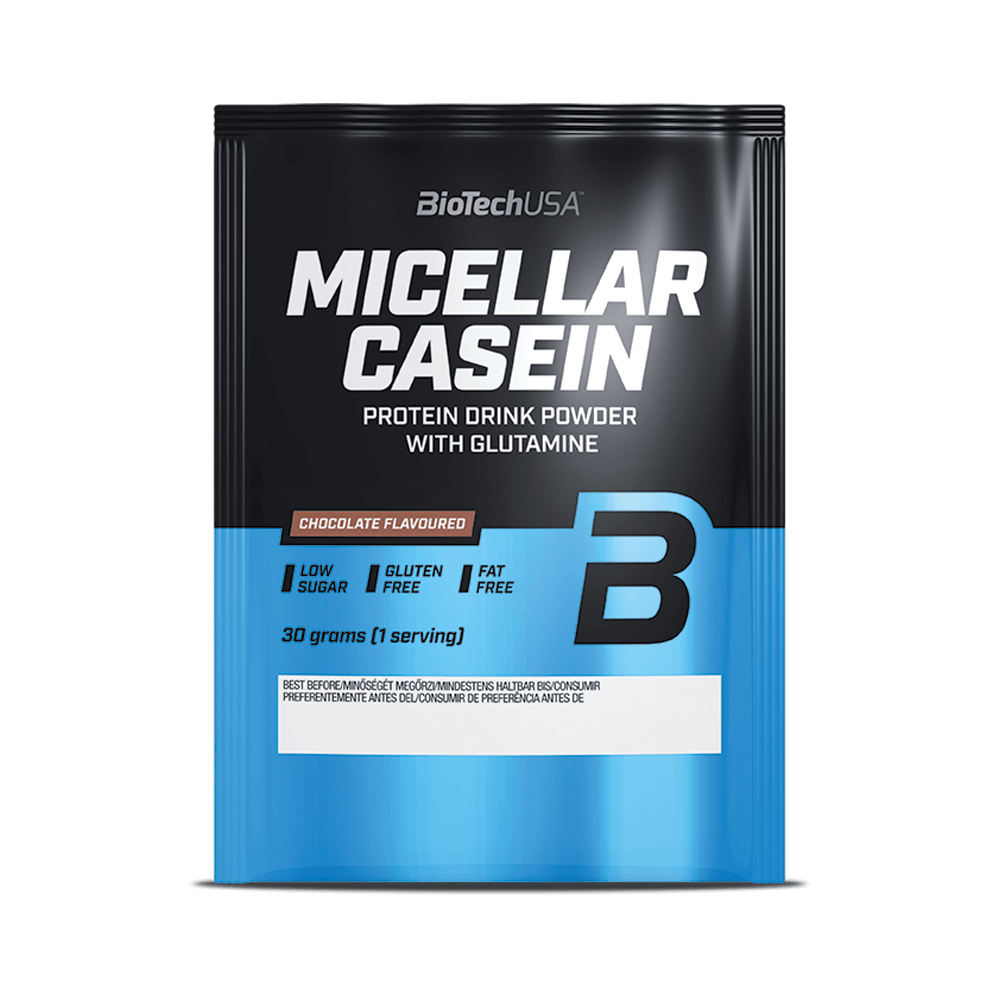 BioTechUSA™
MICELLAR
CASEIN
PROTEIN DRINK POWDER
WITH GLUTAMINE
CHOCOLATE FLAVOURED
LOW SUGAR
GLUTEN FREE
FAT FREE
B
30 grams (1 serving)
BEST BEFORE/MINŐSÉGÉT MEGŐRZI/MINDESTENS HALTBAR BIS/CONSUMIR
PREFERENTEMENTE ANTES DEL/CONSUMIR DE PREFERÊNCIA ANTES DE